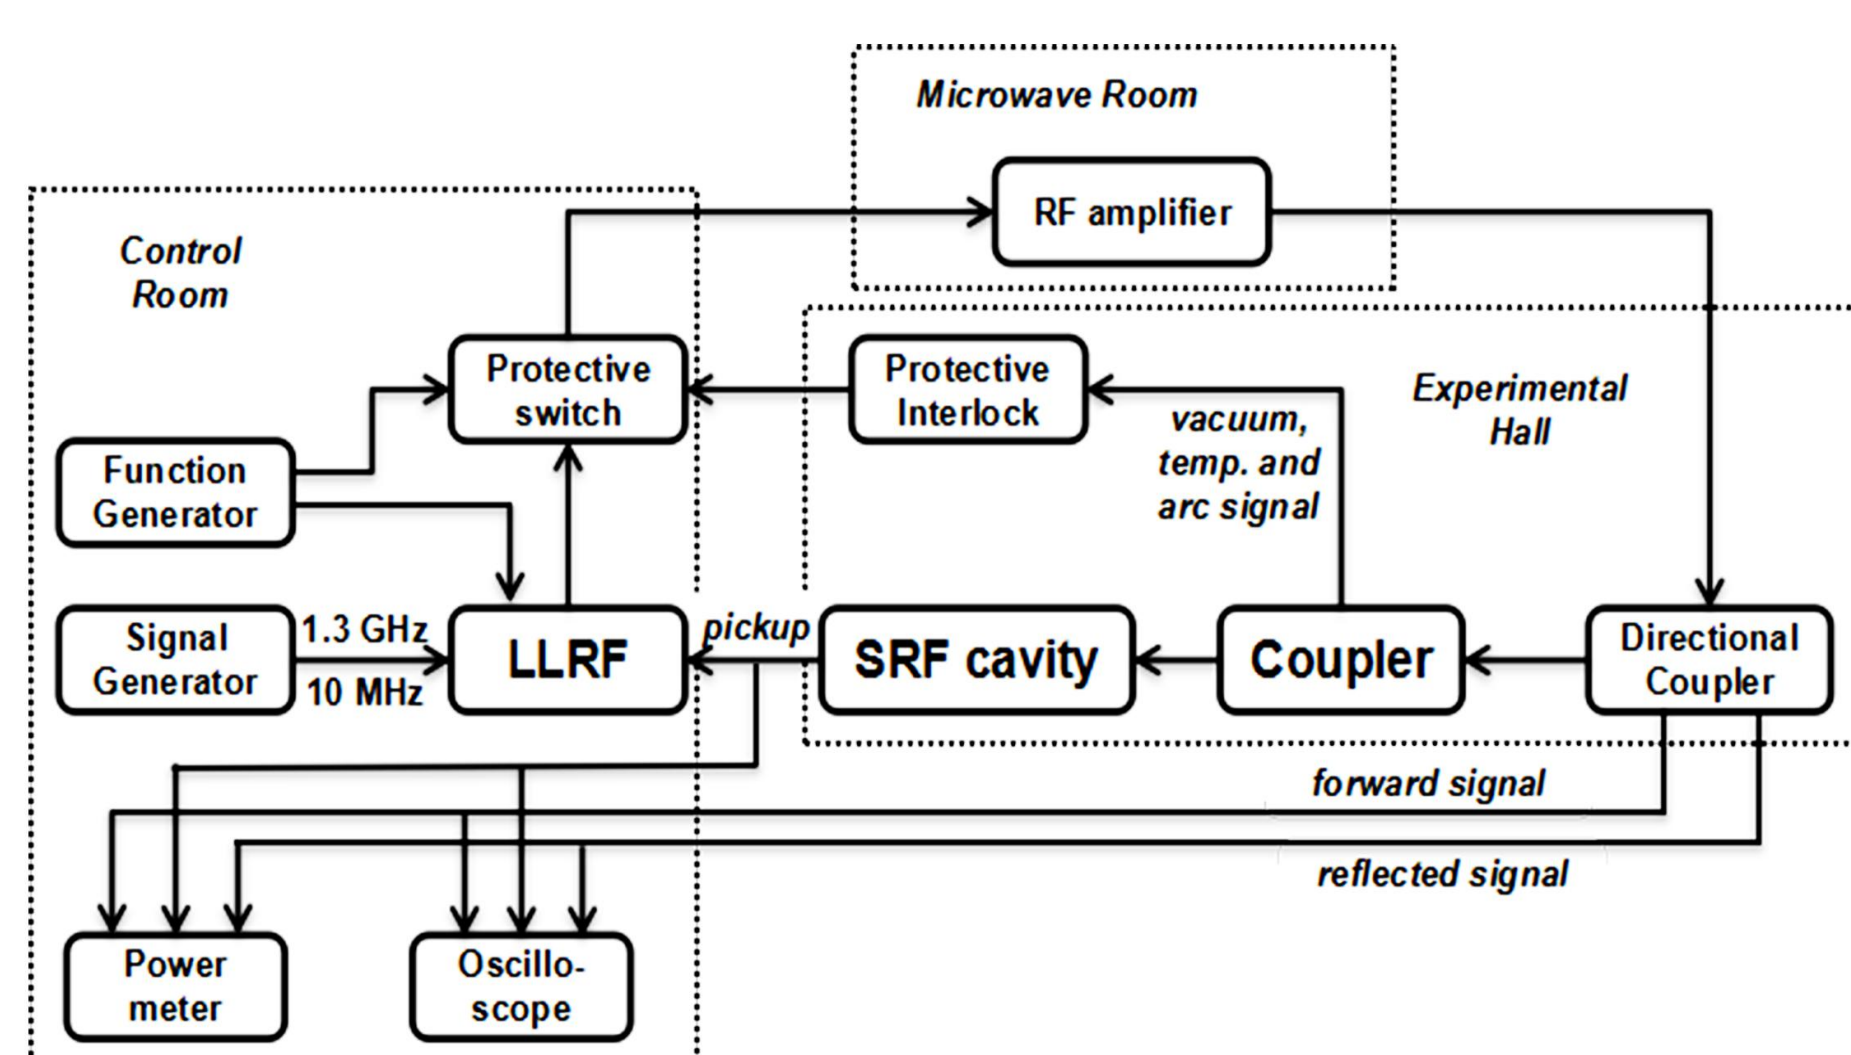 Microwave Room
RF amplifier
Control
Room
Protective
switch
Protective
Interlock
Experimental
Hall
vacuum,
temp. and
arc signal
Function
Generator
Signal
Generator
1.3 GHz
10 MHz
LLRF
pickup
SRF cavity
Coupler
Directional
Coupler
forward signal
reflected signal
Power
meter
Oscillo-
scope